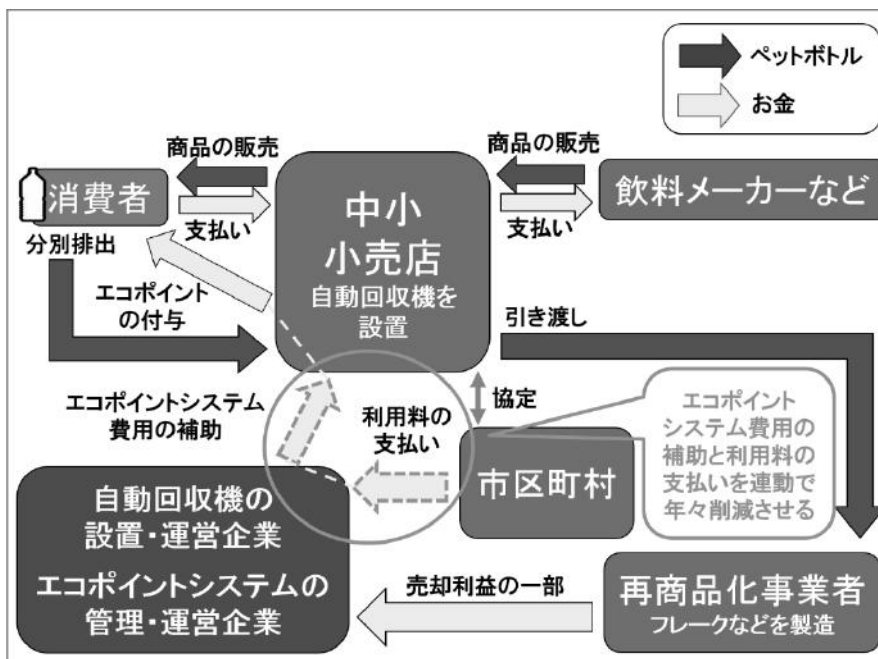 ペットボトル
お金
商品の販売
消費者
支払い
分別排出
中小
小売店
自動回収機を
設置
商品の販売
飲料メーカーなど
支払い
エコポイント
の付与
引き渡し
エコポイントシステム
費用の補助
利用料の
支払い
協定
市区町村
エコポイント
システム費用の
補助と利用料の
支払いを連動で
年々削減させる
自動回収機の
設置・運営企業
エコポイントシステムの
管理・運営企業
売却利益の一部
再商品化事業者
フレークなどを製造